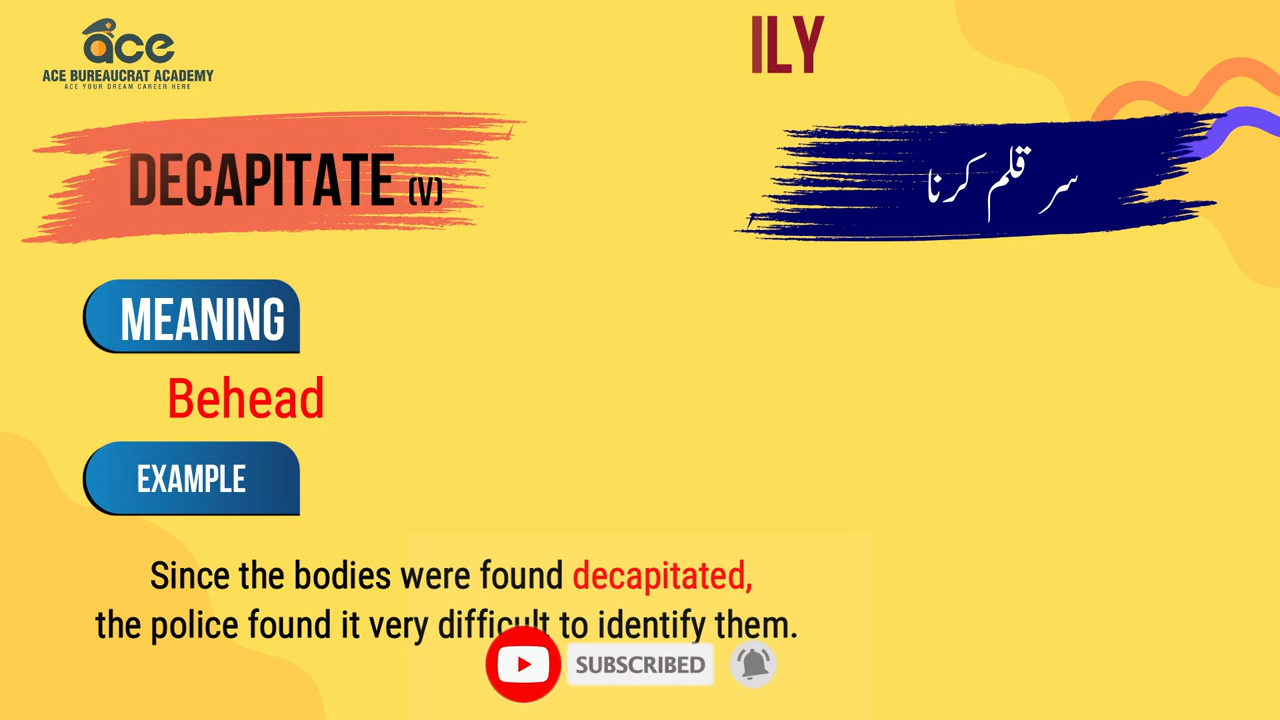 ace
ACE BUREAUCRAT ACADEMY
ACE YOUR DREAM CAREER HERE
ILY
DECAPITATE (V)
سر قلم کرنا
MEANING
Behead
EXAMPLE
Since the bodies were found decapitated,
the police found it very difficult to identify them.
SUBSCRIBED